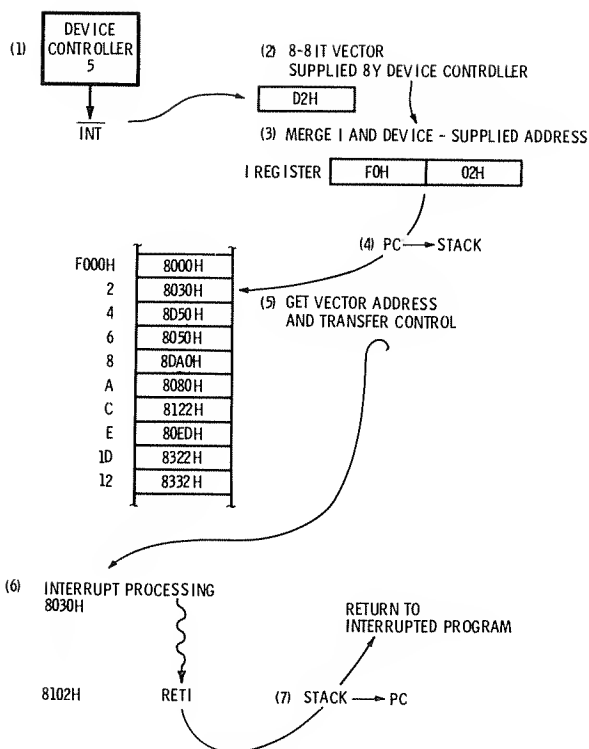 (1) DEVICE
CONTROLLER
5
INT
(2) 8-8IT VECTOR
SUPPLIED 8Y DEVICE CONTRDLLER
D2H
(3) MERGE I AND DEVICE - SUPPLIED ADDRESS
I REGISTER F0H 02H
(4) PC STACK
F000H 8000H
2 8030H
4 8D50H
6 8050H
8 8DA0H
A 8080H
C 8122H
E 80EDH
1D 8322H
12 8332H
(5) GET VECTOR ADDRESS
AND TRANSFER CONTROL
(6) INTERRUPT PROCESSING
8030H
RETURN TO
INTERRUPTED PROGRAM
8102H RETI (7) STACK PC